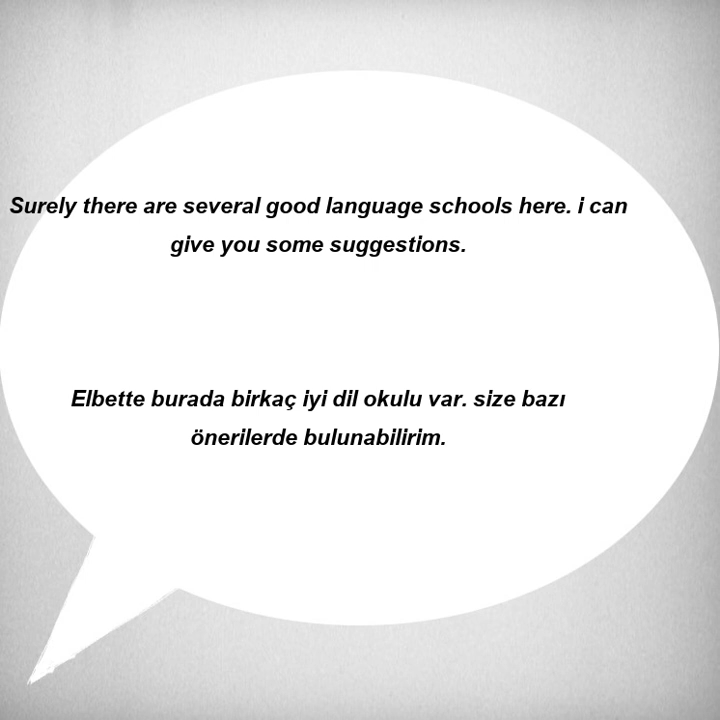 Surely there are several good language schools here. i can
give you some suggestions.
Elbette burada birkaç iyi dil okulu var. size bazı
önerilerde bulunabilirim.